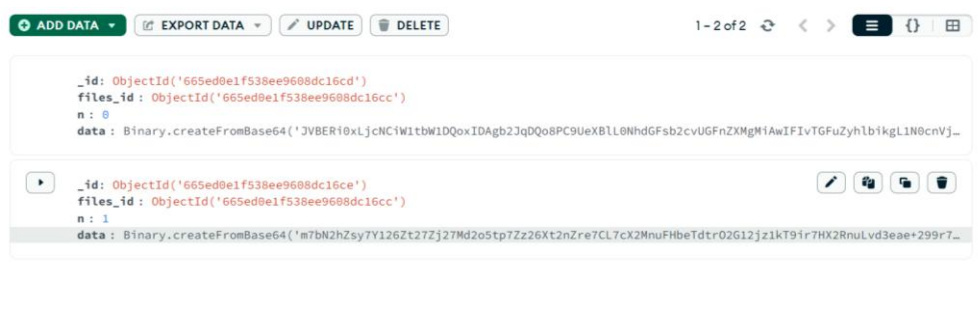 ADD DATA EXPORT DATA UPDATE DELETE 1 – 2 of 2 {}
_id: ObjectId('665ed0e1f538ee9608dc16cd')
files_id : ObjectId('665ed0e1f538ee9608dc16cc')
n : 0
data : Binary.createFromBase64('JVBERi0xLjcNCiW1tbW1DQoxIDAgb2JqDQo8PC9UeXBlL0NhdGFsb2cvUGFnZXMgMiAwIFIvTGFuZyhlbikgL1N0cnVj…
_id: ObjectId('665ed0e1f538ee9608dc16ce')
files_id : ObjectId('665ed0e1f538ee9608dc16cc')
n : 1
data : Binary.createFromBase64('m7bN2hZsy7Y126Zt27Zj27Md2o5tp7Zz26Xt2nZre7CL7cX2MnuFHbeTdtrO2G12jz1kT9ir7HX2RnuLvd3eae+299r7…